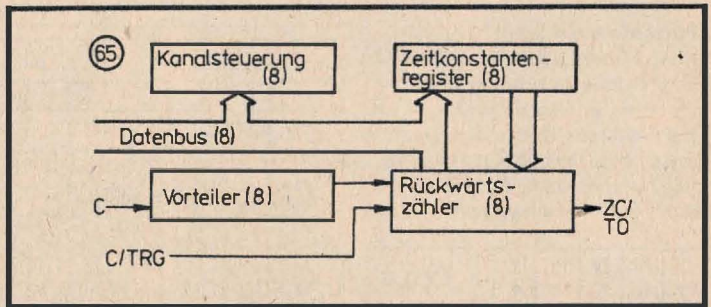 65
Kanalsteuerung
(8)
Zeitkonstanten-
register (8)
Datenbus (8)
C
Vorteiler (8)
Rückwärts-
zähler (8)
ZC/
TO
C/TRG